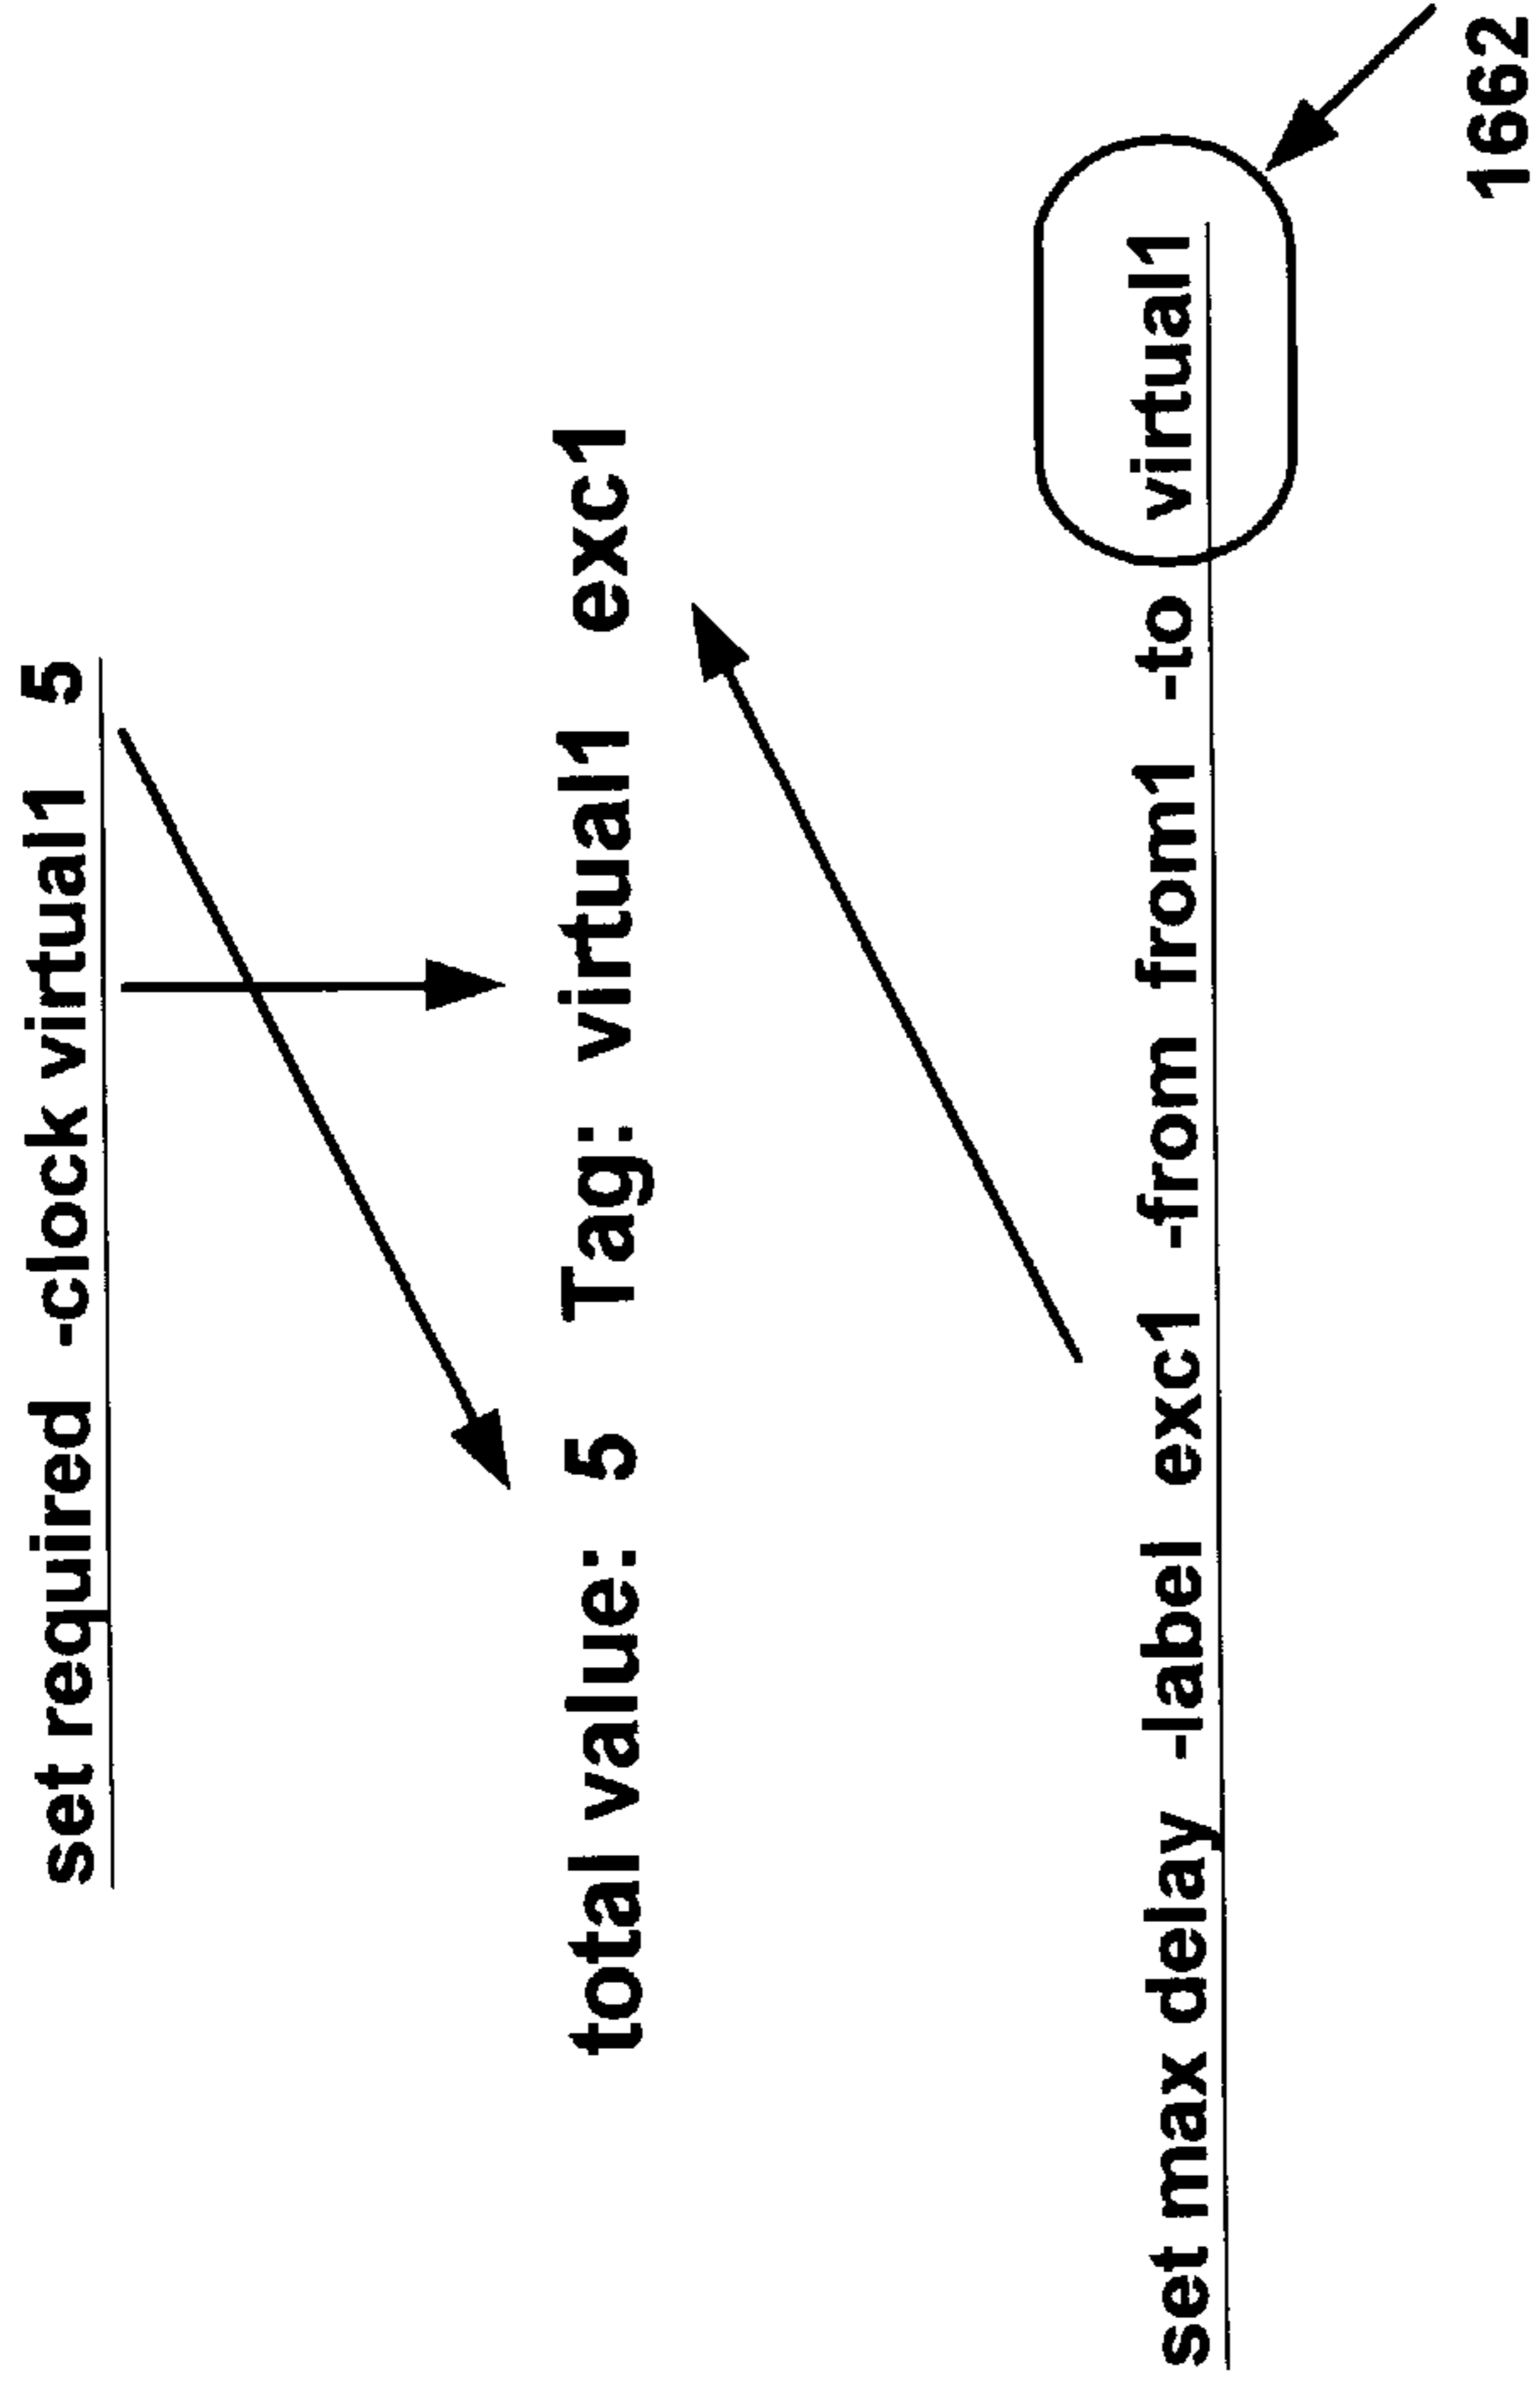 set required -clock virtual1 5
total value: 5 Tag: virtual1 exc1
set max delay -label exc1 -from from1 -to virtual1
1662